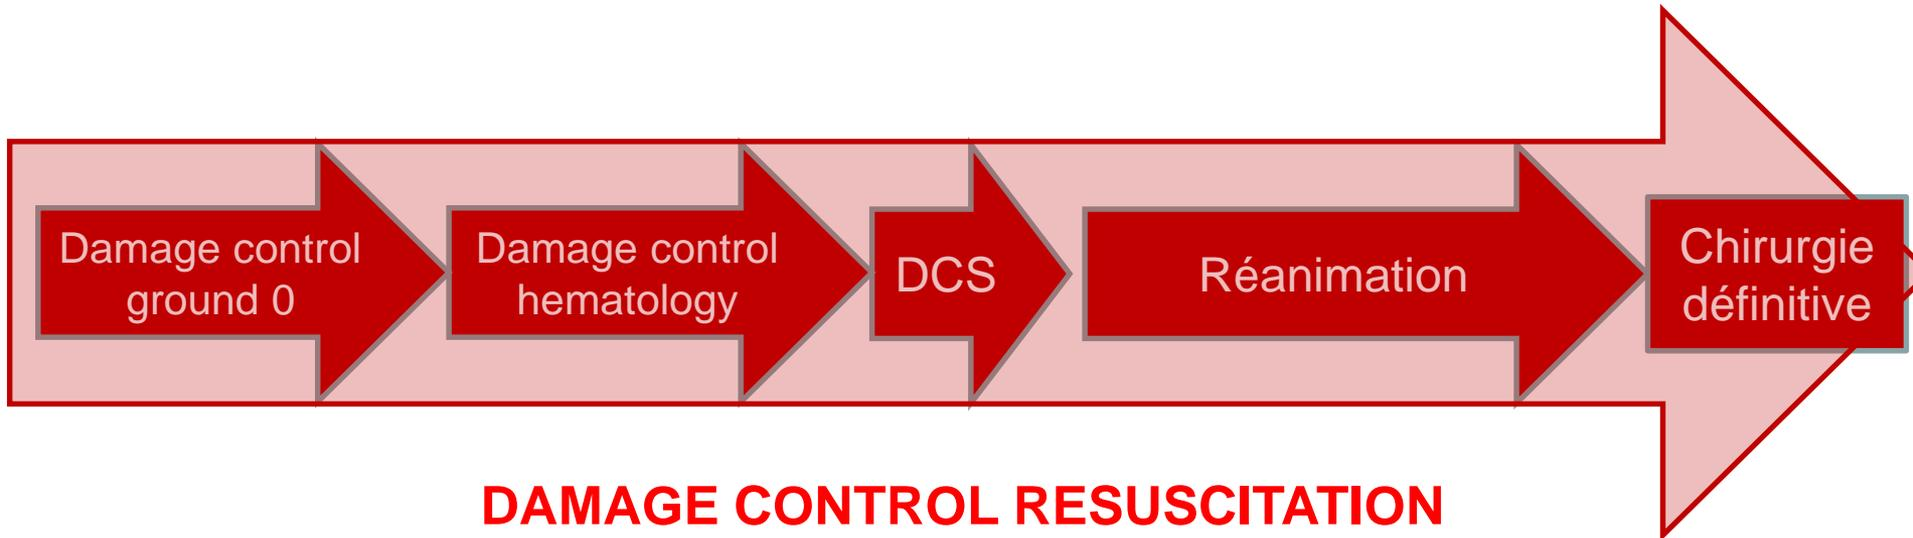 Damage control
ground 0
Damage control
hematology
DCS
Réanimation
Chirurgie
définitive
DAMAGE CONTROL RESUSCITATION